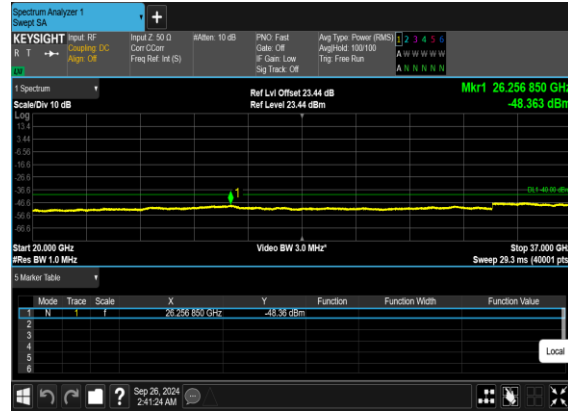 Spectrum Analyzer 1
Swept SA
+
KEYSIGHT Input: RF
R T Coupling: DC
Align: Off
Input Z: 50 Ω
Corr CCorr
Freq Ref: Int (S)
#Atten: 10 dB
PNO: Fast
Gate: Off
IF Gain: Low
Sig Track: Off
Avg Type: Power (RMS)
Avg|Hold: 100/100
Trig: Free Run
1 2 3 4 5 6
A W W W W W
A N N N N N
LXI
1 Spectrum
Scale/Div 10 dB
Ref Lvl Offset 23.44 dB
Ref Level 23.44 dBm
Mkr1 26.256 850 GHz
-48.363 dBm
Log
13.4
3.44
-6.56
-16.6
-26.6
-36.6
-46.6
-56.6
-66.6
1
DL1 -40.00 dBm
Start 20.000 GHz
#Res BW 1.0 MHz
Video BW 3.0 MHz*
Stop 37.000 GHz
Sweep 29.3 ms (40001 pts)
5 Marker Table
Mode Trace Scale X Y Function Function Width Function Value
1 N 1 f 26.256 850 GHz -48.36 dBm
2
3
4
5
6
Local
?
Sep 26, 2024
2:41:24 AM